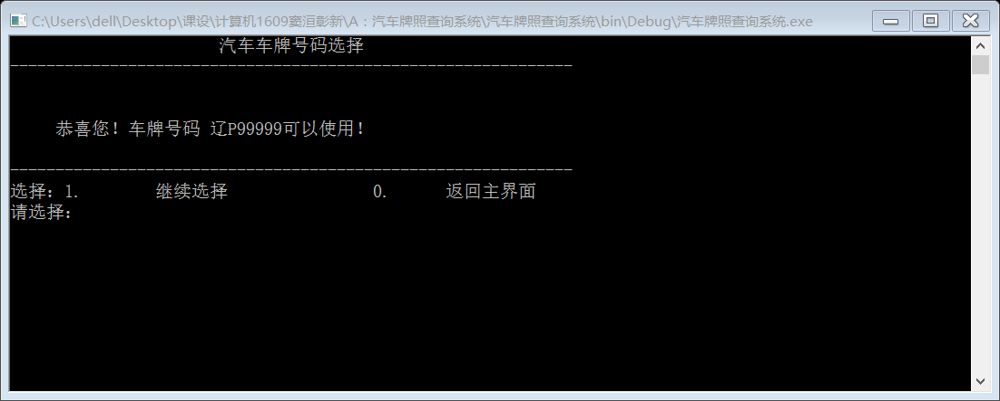 C:\Users\dell\Desktop\课设\计算机1609窦洹彰新\A：汽车牌照查询系统\汽车牌照查询系统\bin\Debug\汽车牌照查询系统.exe
汽车车牌号码选择
--------------------------------------------------------------
恭喜您！车牌号码 辽P99999可以使用！
--------------------------------------------------------------
选择：1. 继续选择 0. 返回主界面
请选择：